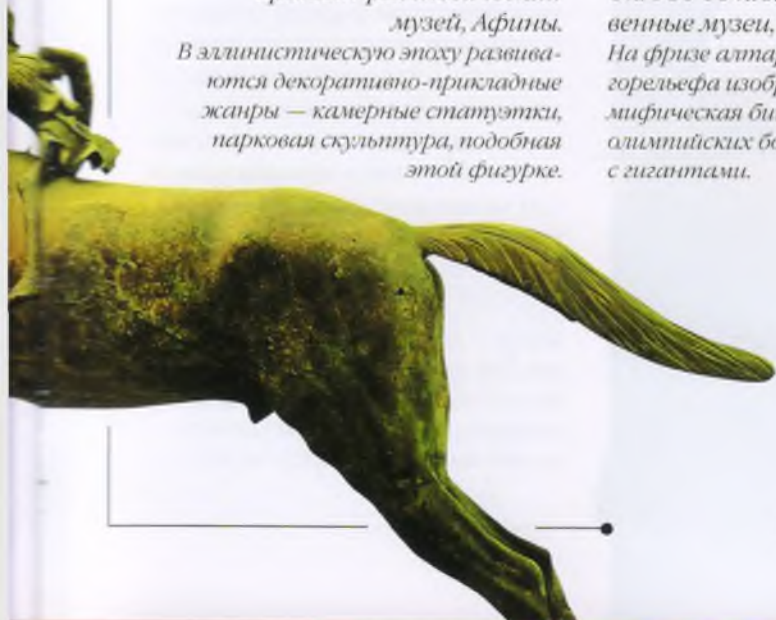 музей, Афины.
В эллинистическую эпоху развива-
ются декоративно-прикладные
жанры — камерные статуэтки,
парковая скульптура, подобная
этой фигурке.
венные музеи,
На фризе алтар
горельефа изобр
мифическая би
олимпийских бо
с гигантами.